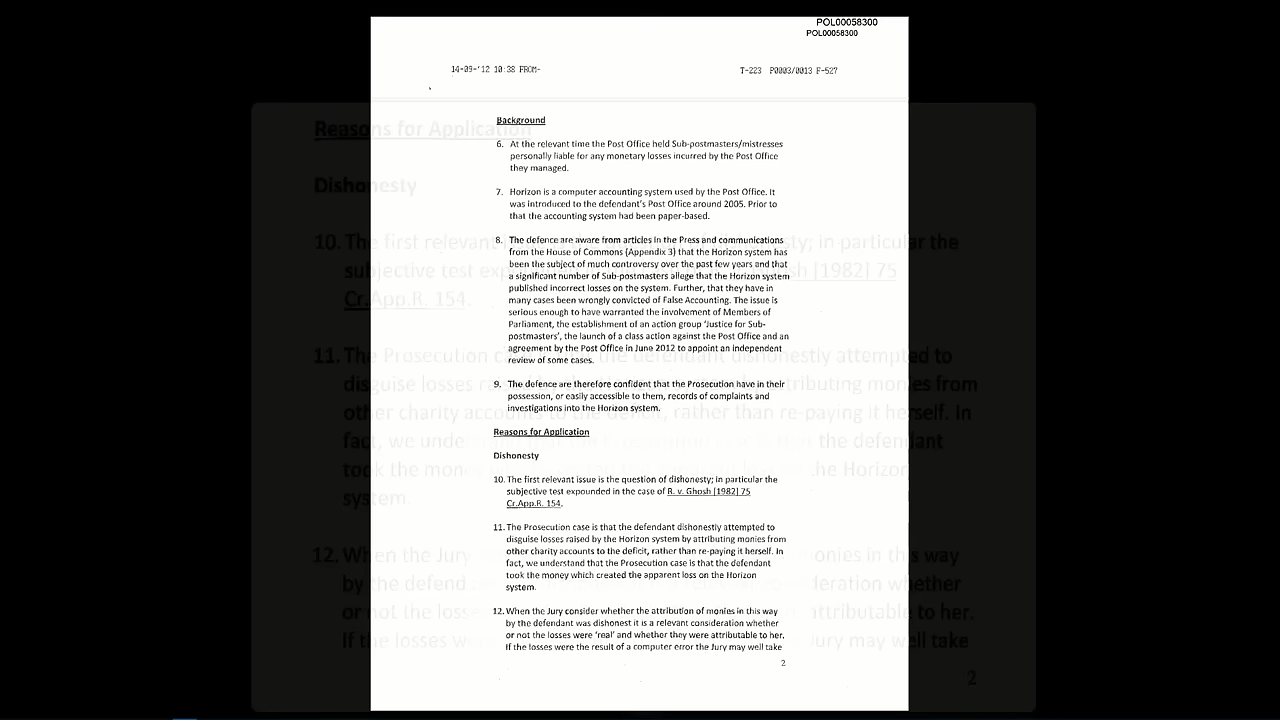 POL00058300
POL00058300
14-09-'12 10:38 FROM-
T-223 P0003/0013 F-527
Background
6. At the relevant time the Post Office held Sub-postmasters/mistresses
personally liable for any monetary losses incurred by the Post Office
they managed.
7. Horizon is a computer accounting system used by the Post Office. It
was introduced to the defendant's Post Office around 2005. Prior to
that the accounting system had been paper-based.
8. The defence are aware from articles in the Press and communications
from the House of Commons (Appendix 3) that the Horizon system has
been the subject of much controversy over the past few years and that
a significant number of Sub-postmasters allege that the Horizon system
published incorrect losses on the system. Further, that they have in
many cases been wrongly convicted of False Accounting. The issue is
serious enough to have warranted the involvement of Members of
Parliament, the establishment of an action group 'Justice for Sub-
postmasters', the launch of a class action against the Post Office and an
agreement by the Post Office in June 2012 to appoint an independent
review of some cases.
9. The defence are therefore confident that the Prosecution have in their
possession, or easily accessible to them, records of complaints and
investigations into the Horizon system.
Reasons for Application
Dishonesty
10. The first relevant issue is the question of dishonesty; in particular the
subjective test expounded in the case of R. v. Ghosh [1982] 75
Cr.App.R. 154.
11. The Prosecution case is that the defendant dishonestly attempted to
disguise losses raised by the Horizon system by attributing monies from
other charity accounts to the deficit, rather than re-paying it herself. In
fact, we understand that the Prosecution case is that the defendant
took the money which created the apparent loss on the Horizon
system.
12. When the Jury consider whether the attribution of monies in this way
by the defendant was dishonest it is a relevant consideration whether
or not the losses were 'real' and whether they were attributable to her.
If the losses were the result of a computer error the Jury may well take
2